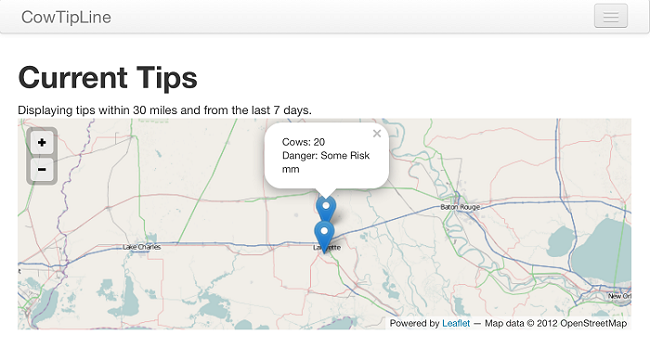 CowTipLine
Current Tips
Displaying tips within 30 miles and from the last 7 days.
+
−
×
Cows: 20
Danger: Some Risk
mm
Baton Rouge
Lake Charles
New Orl
Powered by Leaflet — Map data © 2012 OpenStreetMap